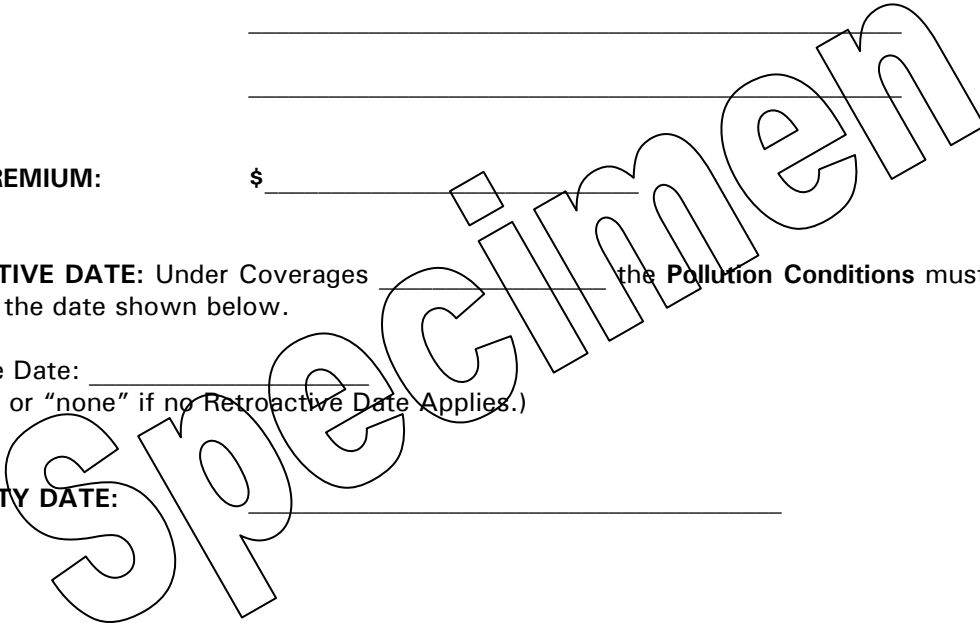 REMIUM: $
TIVE DATE: Under Coverages the Pollution Conditions must
the date shown below.
e Date:
or “none” if no Retroactive Date Applies.)
TY DATE:
Specimen